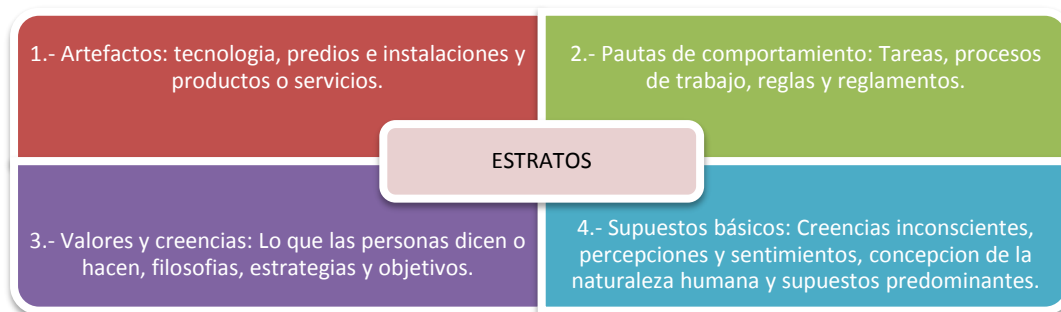 1.- Artefactos: tecnologia, predios e instalaciones y
productos o servicios.
2.- Pautas de comportamiento: Tareas, procesos
de trabajo, reglas y reglamentos.
ESTRATOS
3.- Valores y creencias: Lo que las personas dicen o
hacen, filosofias, estrategias y objetivos.
4.- Supuestos básicos: Creencias inconscientes,
percepciones y sentimientos, concepcion de la
naturaleza humana y supuestos predominantes.